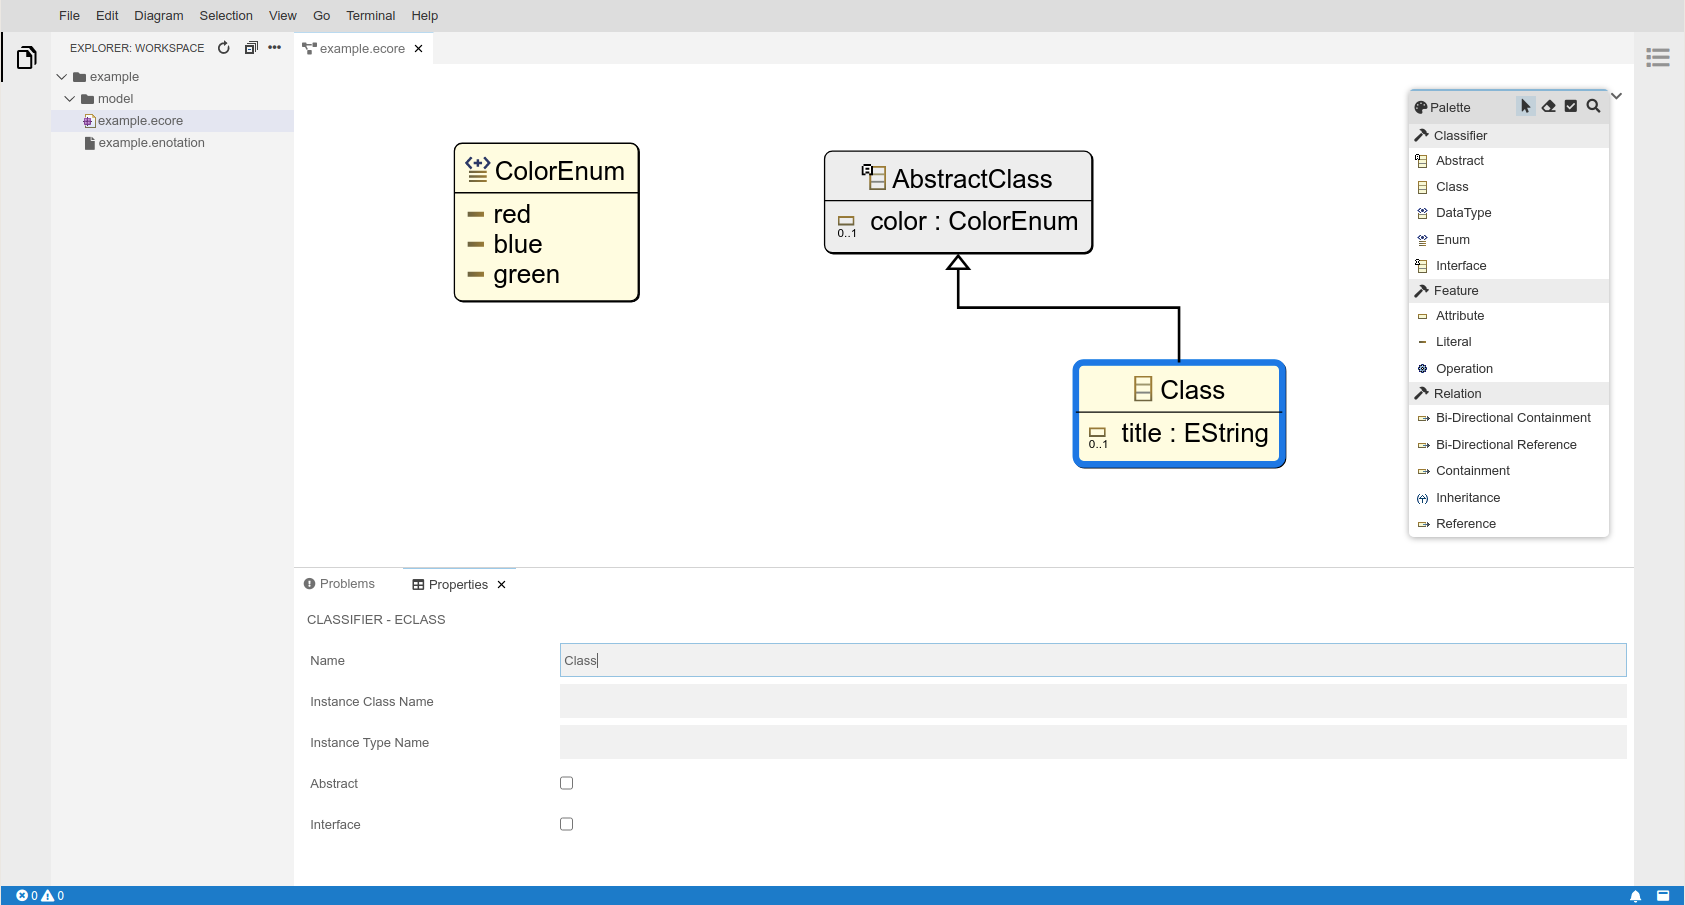 File Edit Diagram Selection View Go Terminal Help
EXPLORER: WORKSPACE
example
model
example.ecore
example.enotation
example.ecore
ColorEnum
red
blue
green
AbstractClass
0..1 color : ColorEnum
Class
0..1 title : EString
Palette
Classifier
Abstract
Class
DataType
Enum
Interface
Feature
Attribute
Literal
Operation
Relation
Bi-Directional Containment
Bi-Directional Reference
Containment
Inheritance
Reference
Problems Properties
CLASSIFIER - ECLASS
Name Class
Instance Class Name
Instance Type Name
Abstract
Interface
0 0